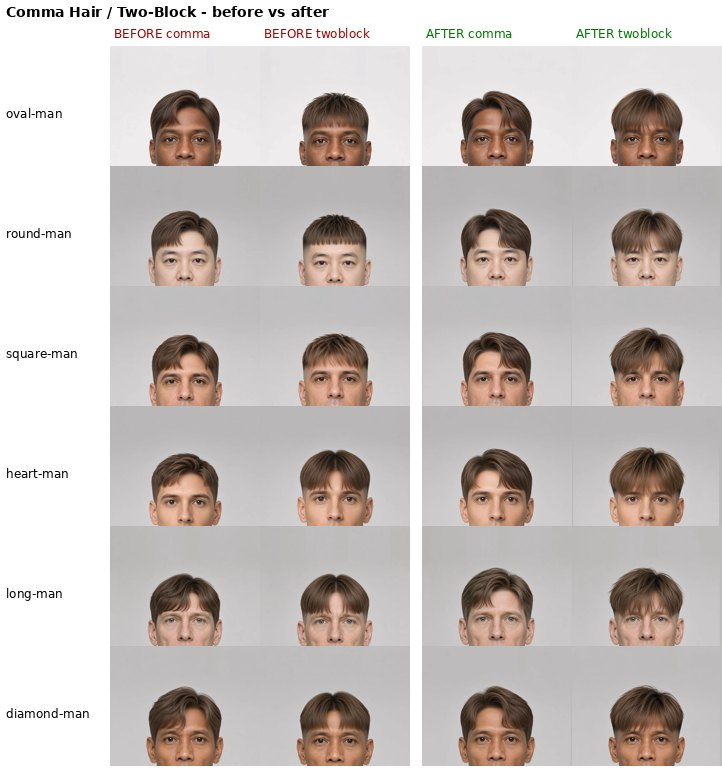 Comma Hair / Two-Block - before vs after
BEFORE comma BEFORE twoblock AFTER comma AFTER twoblock
oval-man
round-man
square-man
heart-man
long-man
diamond-man